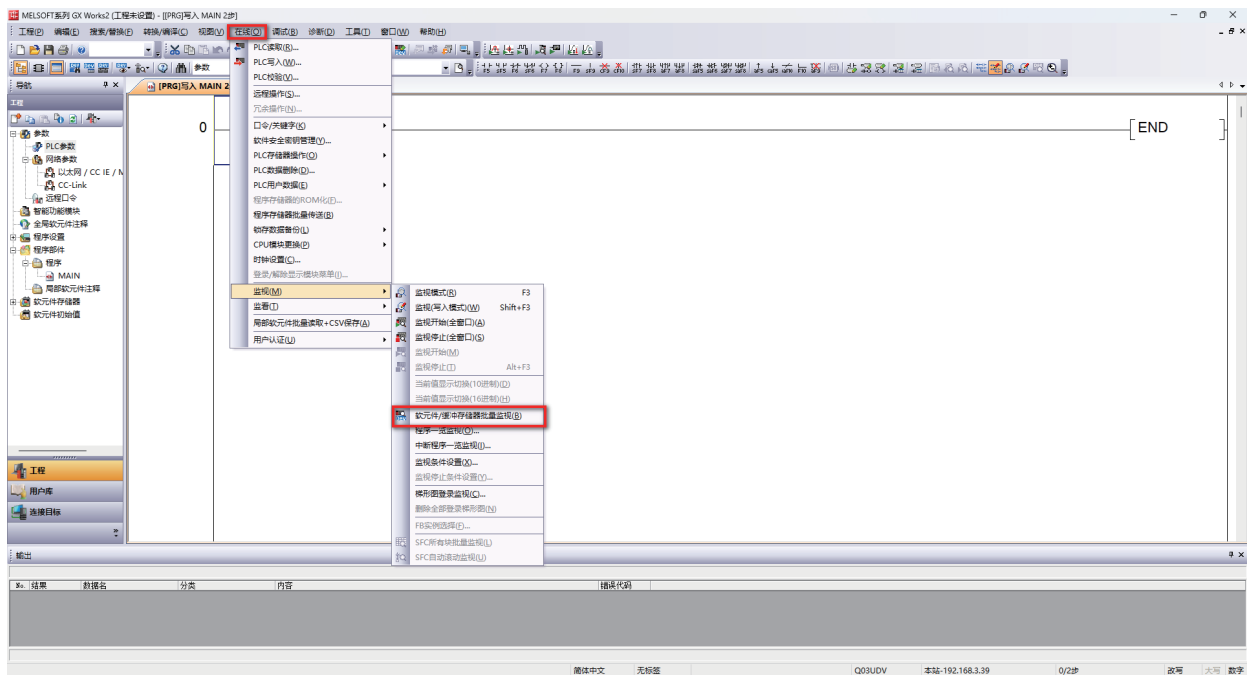 MELSOFT系列 GX Works2 (工程未设置) - [[PRG]写入 MAIN 2步]
工程(P) 编辑(E) 搜索/替换(F) 转换/编译(C) 视图(V) 在线(O) 调试(B) 诊断(D) 工具(T) 窗口(W) 帮助(H)
参数
导航
[PRG]写入 MAIN 2
工程
参数
PLC参数
网络参数
以太网 / CC IE / M
CC-Link
远程口令
智能功能模块
全局软元件注释
程序设置
程序部件
程序
MAIN
局部软元件注释
软元件存储器
软元件初始值
工程
用户库
连接目标
0
END
PLC读取(R)...
PLC写入(W)...
PLC校验(V)...
远程操作(S)...
冗余操作(N)...
口令/关键字(K)
软件安全密钥管理(Y)...
PLC存储器操作(O)
PLC数据删除(D)...
PLC用户数据(E)
程序存储器的ROM化(F)...
程序存储器批量传送(B)
锁存数据备份(L)
CPU模块更换(P)
时钟设置(C)...
登录/解除显示模块菜单(I)...
监视(M)
监看(T)
局部软元件批量读取+CSV保存(A)
用户认证(U)
监视模式(R) F3
监视(写入模式)(W) Shift+F3
监视开始(全窗口)(A)
监视停止(全窗口)(S)
监视开始(M)
监视停止(T) Alt+F3
当前值显示切换(10进制)(D)
当前值显示切换(16进制)(H)
软元件/缓冲存储器批量监视(B)
程序一览监视(O)...
中断程序一览监视(I)...
监视条件设置(X)...
监视停止条件设置(Y)...
梯形图登录监视(C)...
删除全部登录梯形图(N)
FB实例选择(F)...
SFC所有块批量监视(L)
SFC自动滚动监视(U)
输出
No. 结果 数据名 分类 内容 错误代码
简体中文 无标签 Q03UDV 本站-192.168.3.39 0/2步 改写 大写 数字